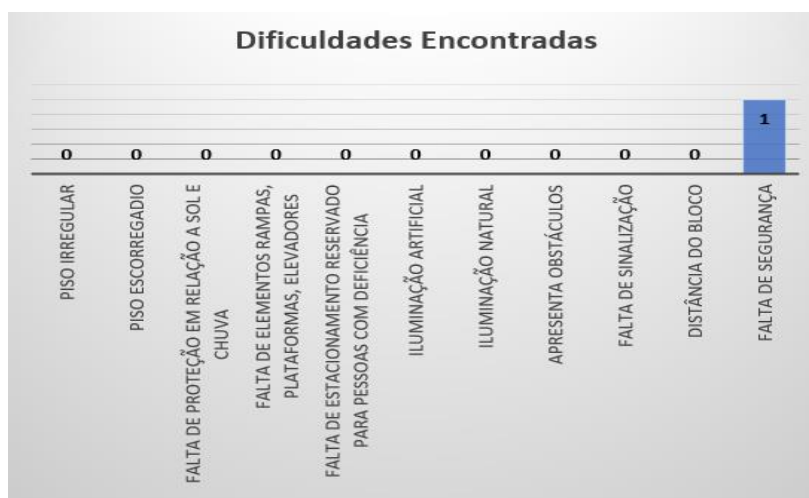 Dificuldades Encontradas
0 0 0 0 0 0 0 0 0 0 1
PISO IRREGULAR
PISO ESCORREGADIO
FALTA DE PROTEÇÃO EM RELAÇÃO A SOL E
CHUVA
FALTA DE ELEMENTOS RAMPAS,
PLATAFORMAS, ELEVADORES
FALTA DE ESTACIONAMENTO RESERVADO
PARA PESSOAS COM DEFICIÊNCIA
ILUMINAÇÃO ARTIFICIAL
ILUMINAÇÃO NATURAL
APRESENTA OBSTÁCULOS
FALTA DE SINALIZAÇÃO
DISTÂNCIA DO BLOCO
FALTA DE SEGURANÇA